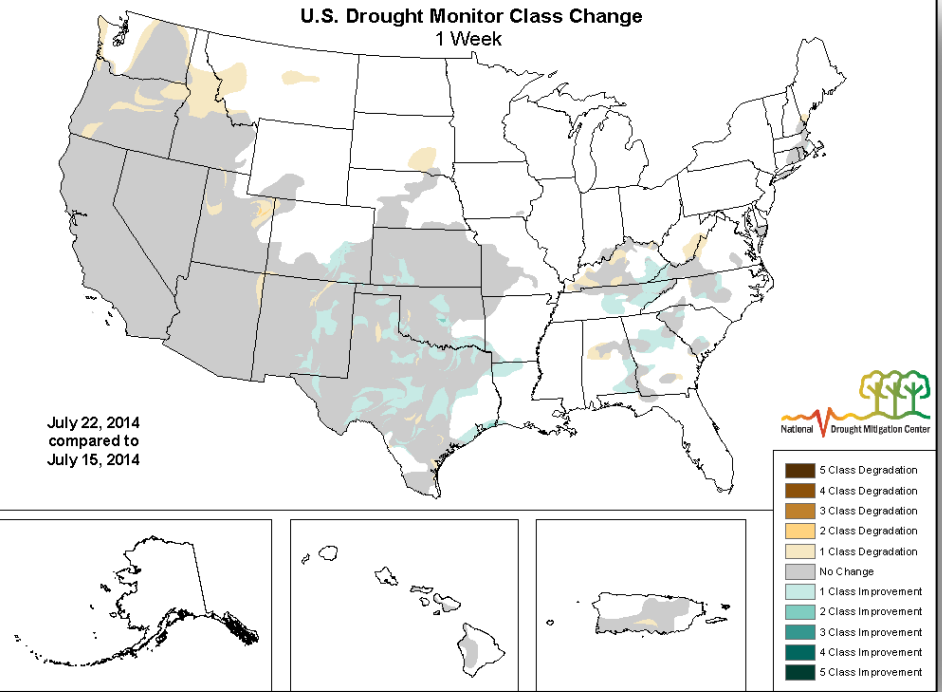 U.S. Drought Monitor Class Change
1 Week
July 22, 2014
compared to
July 15, 2014
National Drought Mitigation Center
5 Class Degradation
4 Class Degradation
3 Class Degradation
2 Class Degradation
1 Class Degradation
No Change
1 Class Improvement
2 Class Improvement
3 Class Improvement
4 Class Improvement
5 Class Improvement